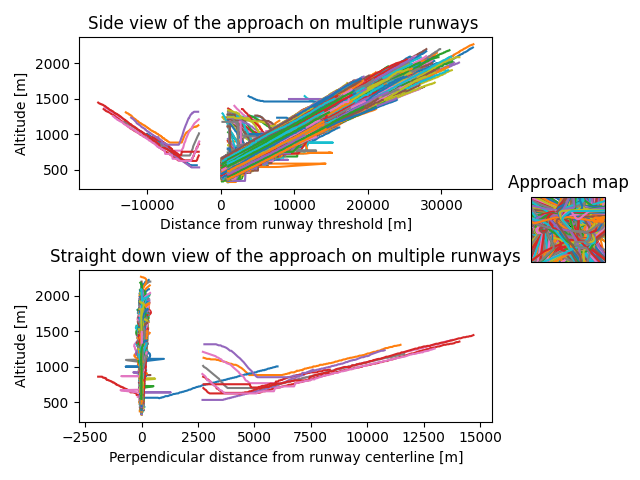 Side view of the approach on multiple runways
Altitude [m]
2000
1500
1000
500
−10000 0 10000 20000 30000
Distance from runway threshold [m]
Approach map
Straight down view of the approach on multiple runways
Altitude [m]
2000
1500
1000
500
−2500 0 2500 5000 7500 10000 12500 15000
Perpendicular distance from runway centerline [m]